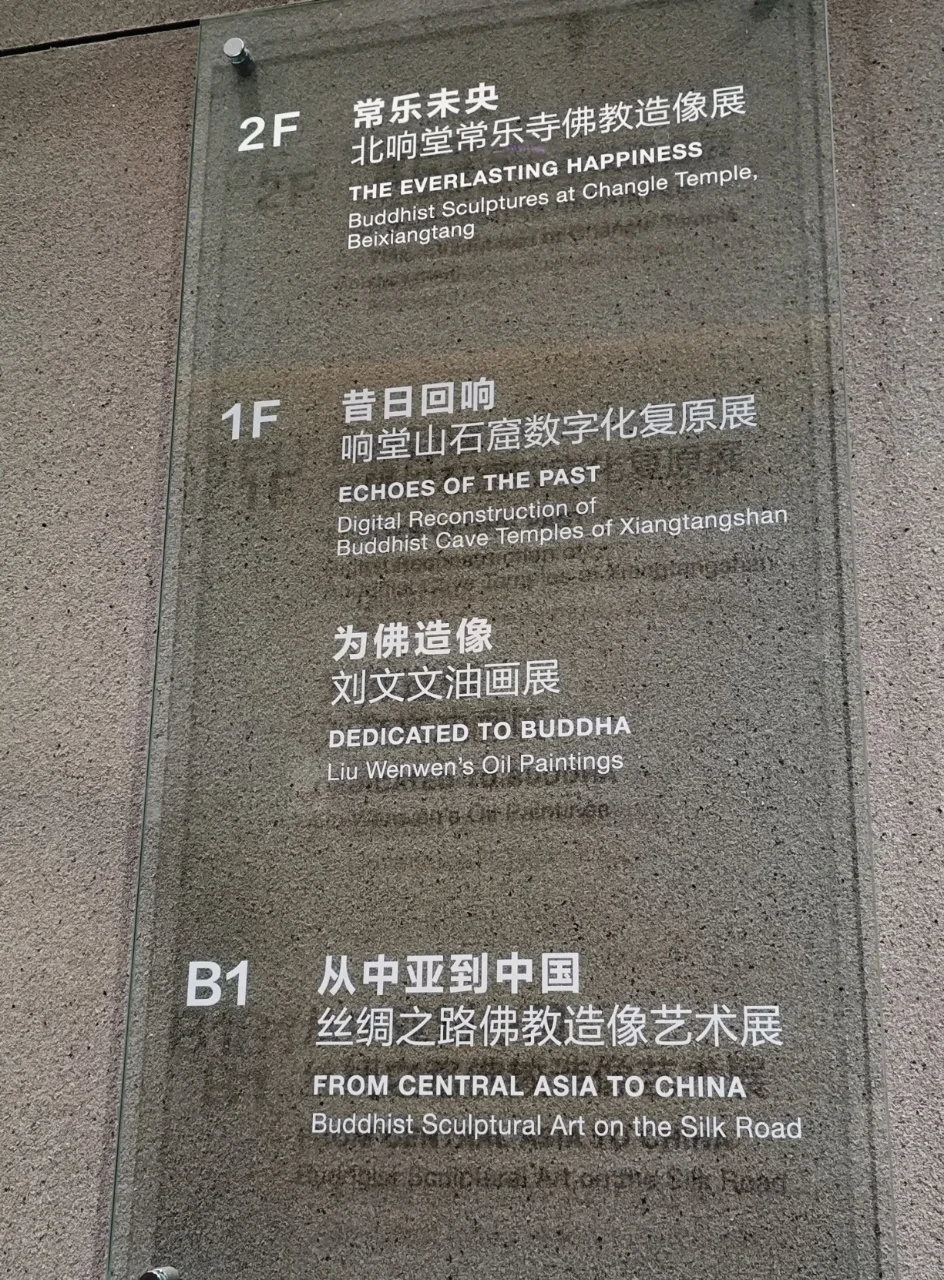 2F
常乐未央
北响堂常乐寺佛教造像展
THE EVERLASTING HAPPINESS
Buddhist Sculptures at Changle Temple,
Beixiangtang
1F
昔日回响
响堂山石窟数字化复原展
ECHOES OF THE PAST
Digital Reconstruction of
Buddhist Cave Temples of Xiangtangshan
为佛造像
刘文文油画展
DEDICATED TO BUDDHA
Liu Wenwen's Oil Paintings
B1
从中亚到中国
丝绸之路佛教造像艺术展
FROM CENTRAL ASIA TO CHINA
Buddhist Sculptural Art on the Silk Road